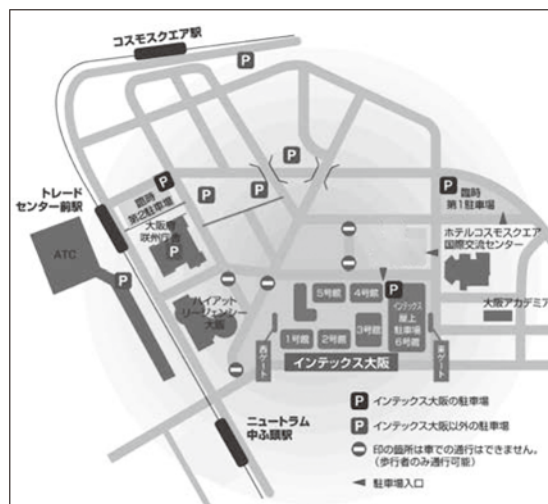 コスモスクエア駅
P
P
トレード
センター前駅
P
臨時
第2駐車場
P
P
P
臨時
第1駐車場
大阪府
咲洲庁舎
P
ホテルコスモスクエア
国際交流センター
ATC
P
大阪アカデミア
ハイアット
リージェンシー
大阪
5号館
4号館
P
インテックス
屋上
駐車場
6号館
1号館
2号館
3号館
西ゲート
東ゲート
インテックス大阪
ニュートラム
中ふ頭駅
P インテックス大阪の駐車場
P インテックス大阪以外の駐車場
印の箇所は車での通行はできません。
(歩行者のみ通行可能)
駐車場入口